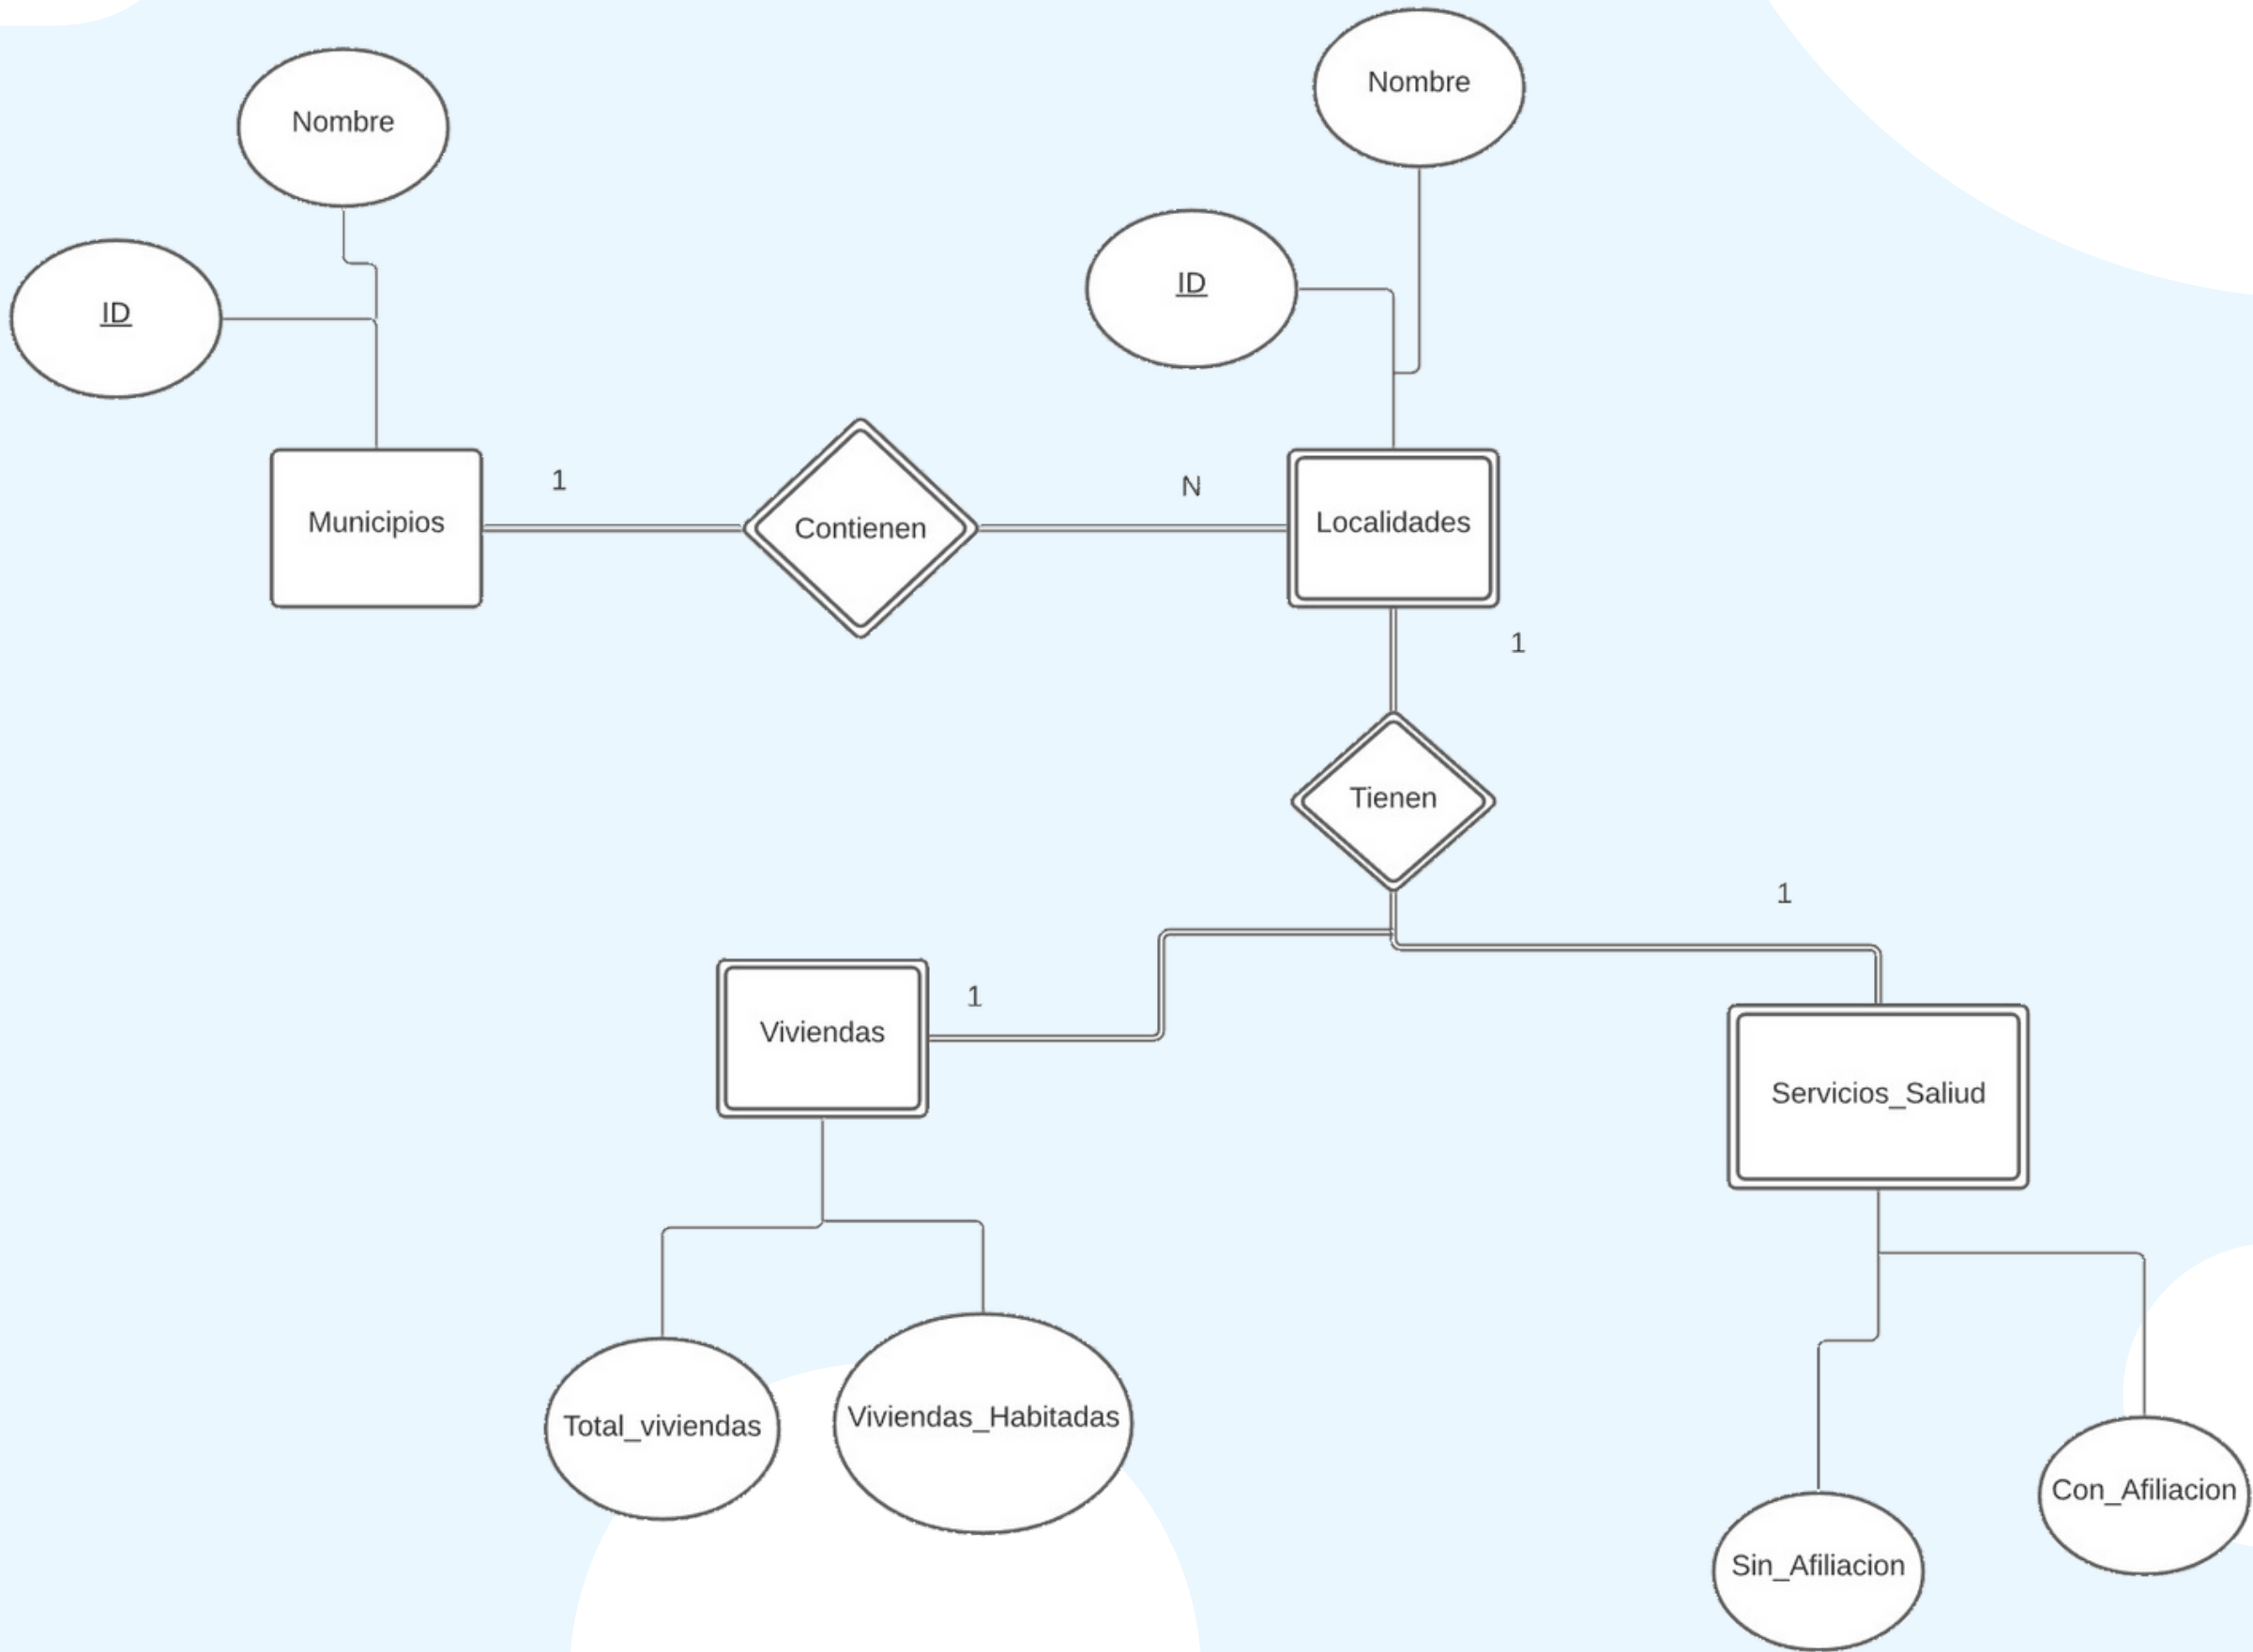 Nombre
Nombre
ID
ID
1
N
Municipios
Contienen
Localidades
1
Tienen
1
1
Viviendas
Servicios_Saliud
Total_viviendas
Viviendas_Habitadas
Con_Afiliacion
Sin_Afiliacion